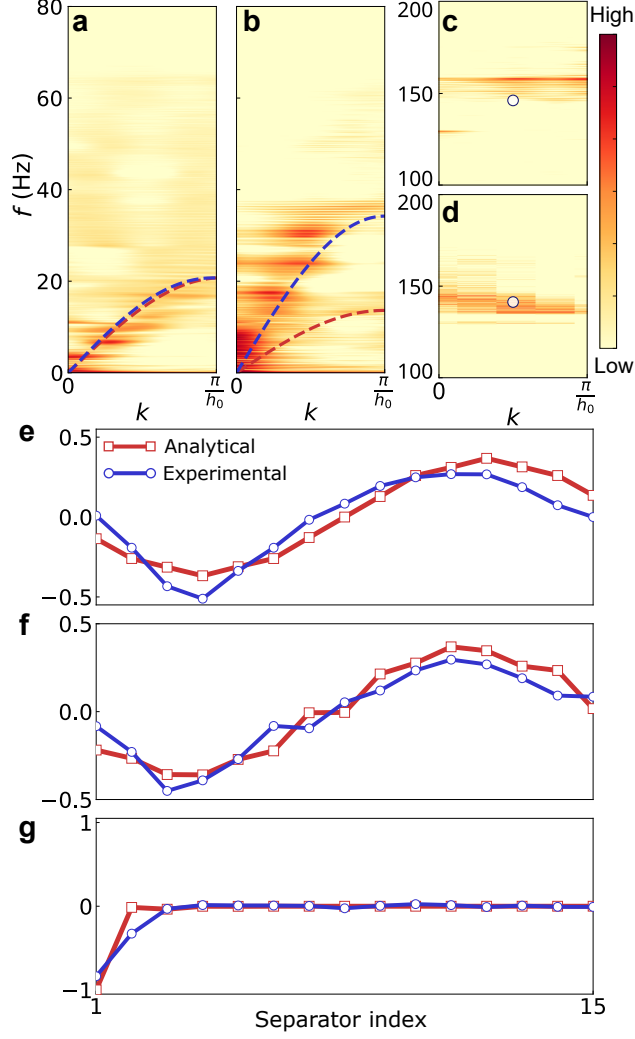 a
b
c
d
High
Low
80
60
40
20
0
f (Hz)
0
π/h₀
k
0
π/h₀
k
200
150
100
200
150
100
0
π/h₀
k
e
0.5
0.0
−0.5
Analytical
Experimental
f
0.5
0.0
−0.5
g
1
0
−1
1
15
Separator index